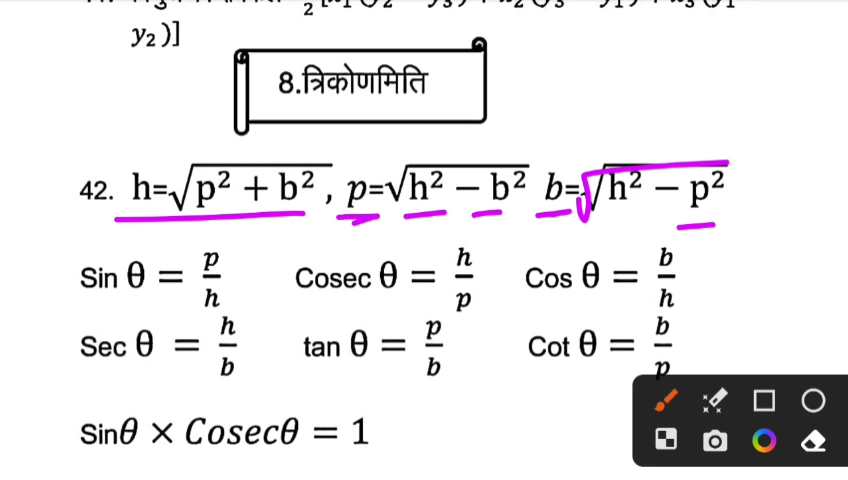 y₂)]
8.त्रिकोणमिति
42. h=√p² + b² , p=√h² − b² b=√h² − p²
Sin θ = p/h Cosec θ = h/p Cos θ = b/h
Sec θ = h/b tan θ = p/b Cot θ = b/p
Sinθ × Cosecθ = 1